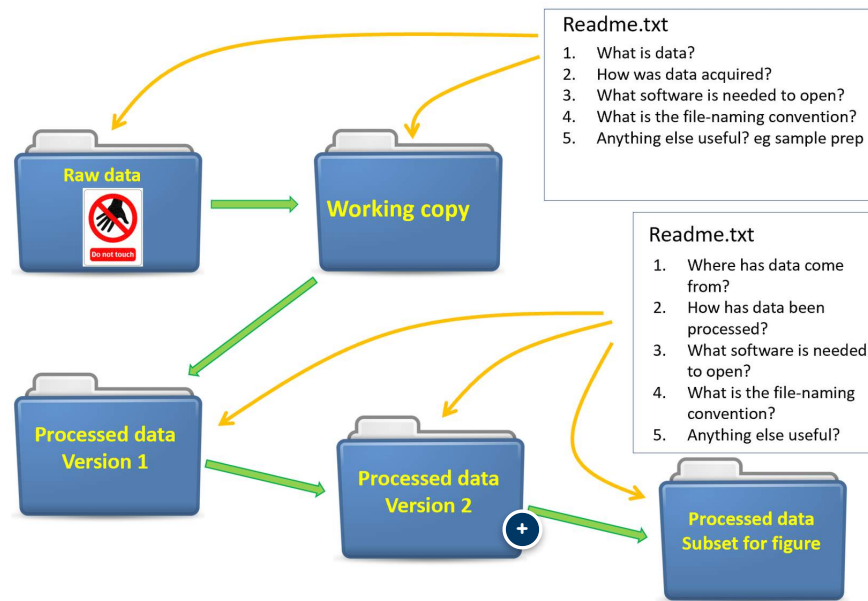 Readme.txt
1. What is data?
2. How was data acquired?
3. What software is needed to open?
4. What is the file-naming convention?
5. Anything else useful? eg sample prep
Raw data
Do not touch
Working copy
Readme.txt
1. Where has data come
from?
2. How has data been
processed?
3. What software is needed
to open?
4. What is the file-naming
convention?
5. Anything else useful?
Processed data
Version 1
Processed data
Version 2
+
Processed data
Subset for figure